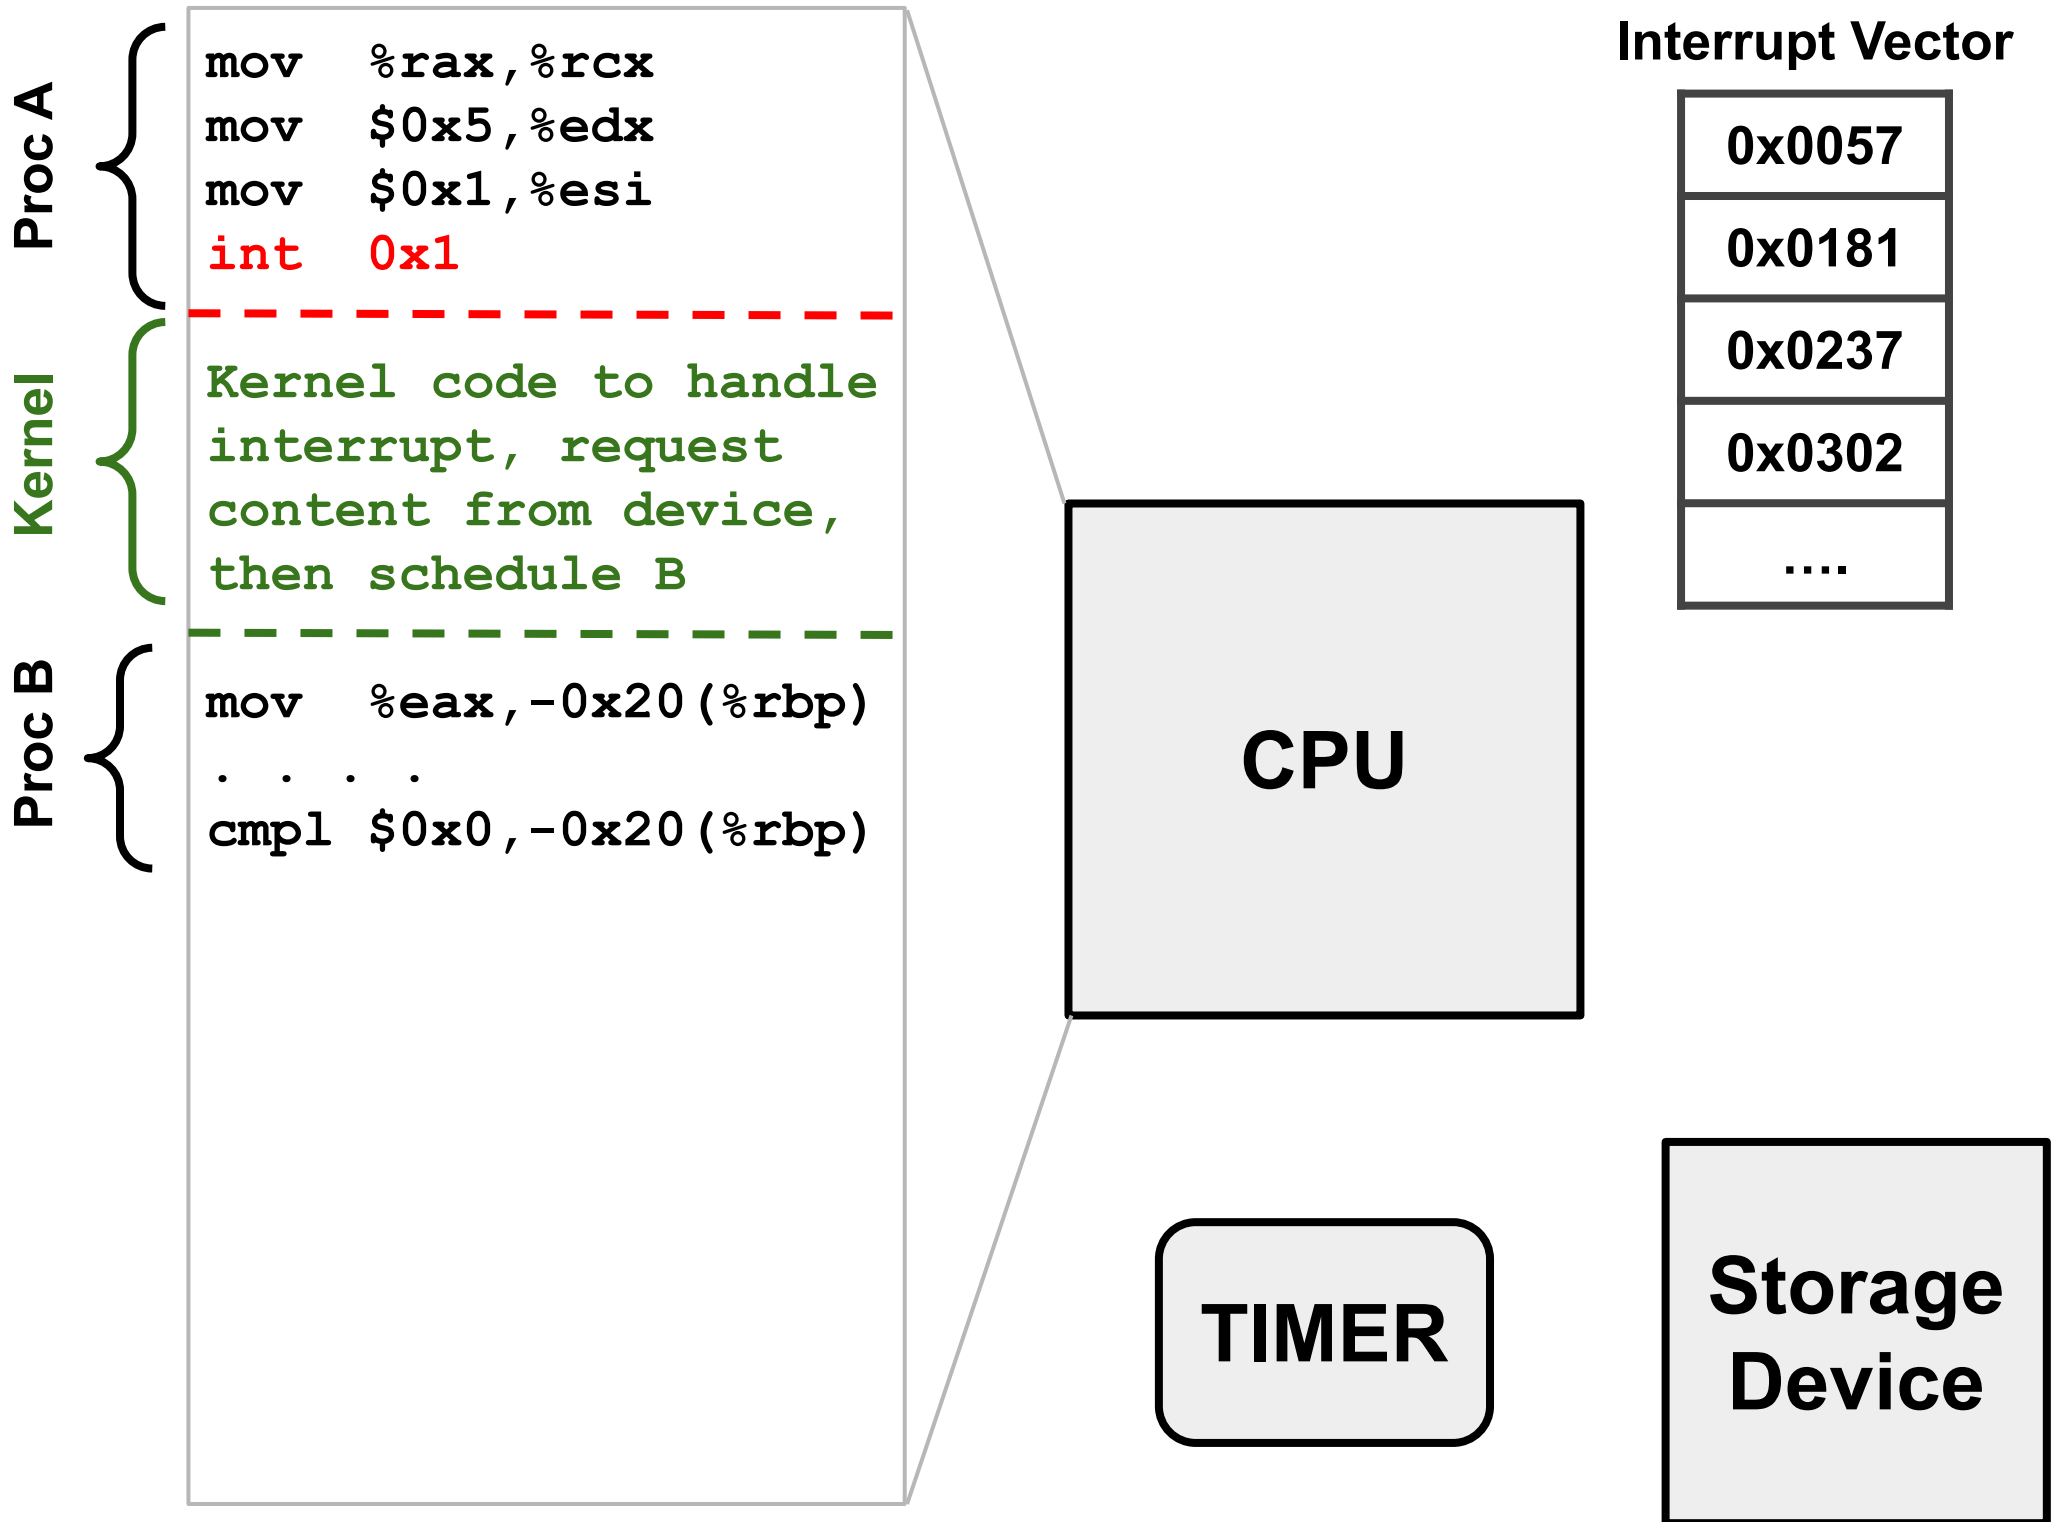 Proc A
mov %rax,%rcx
mov $0x5,%edx
mov $0x1,%esi
int 0x1
Kernel
Kernel code to handle
interrupt, request
content from device,
then schedule B
Proc B
mov %eax,-0x20(%rbp)
. . . .
cmpl $0x0,-0x20(%rbp)
CPU
Interrupt Vector
0x0057
0x0181
0x0237
0x0302
....
TIMER
Storage
Device